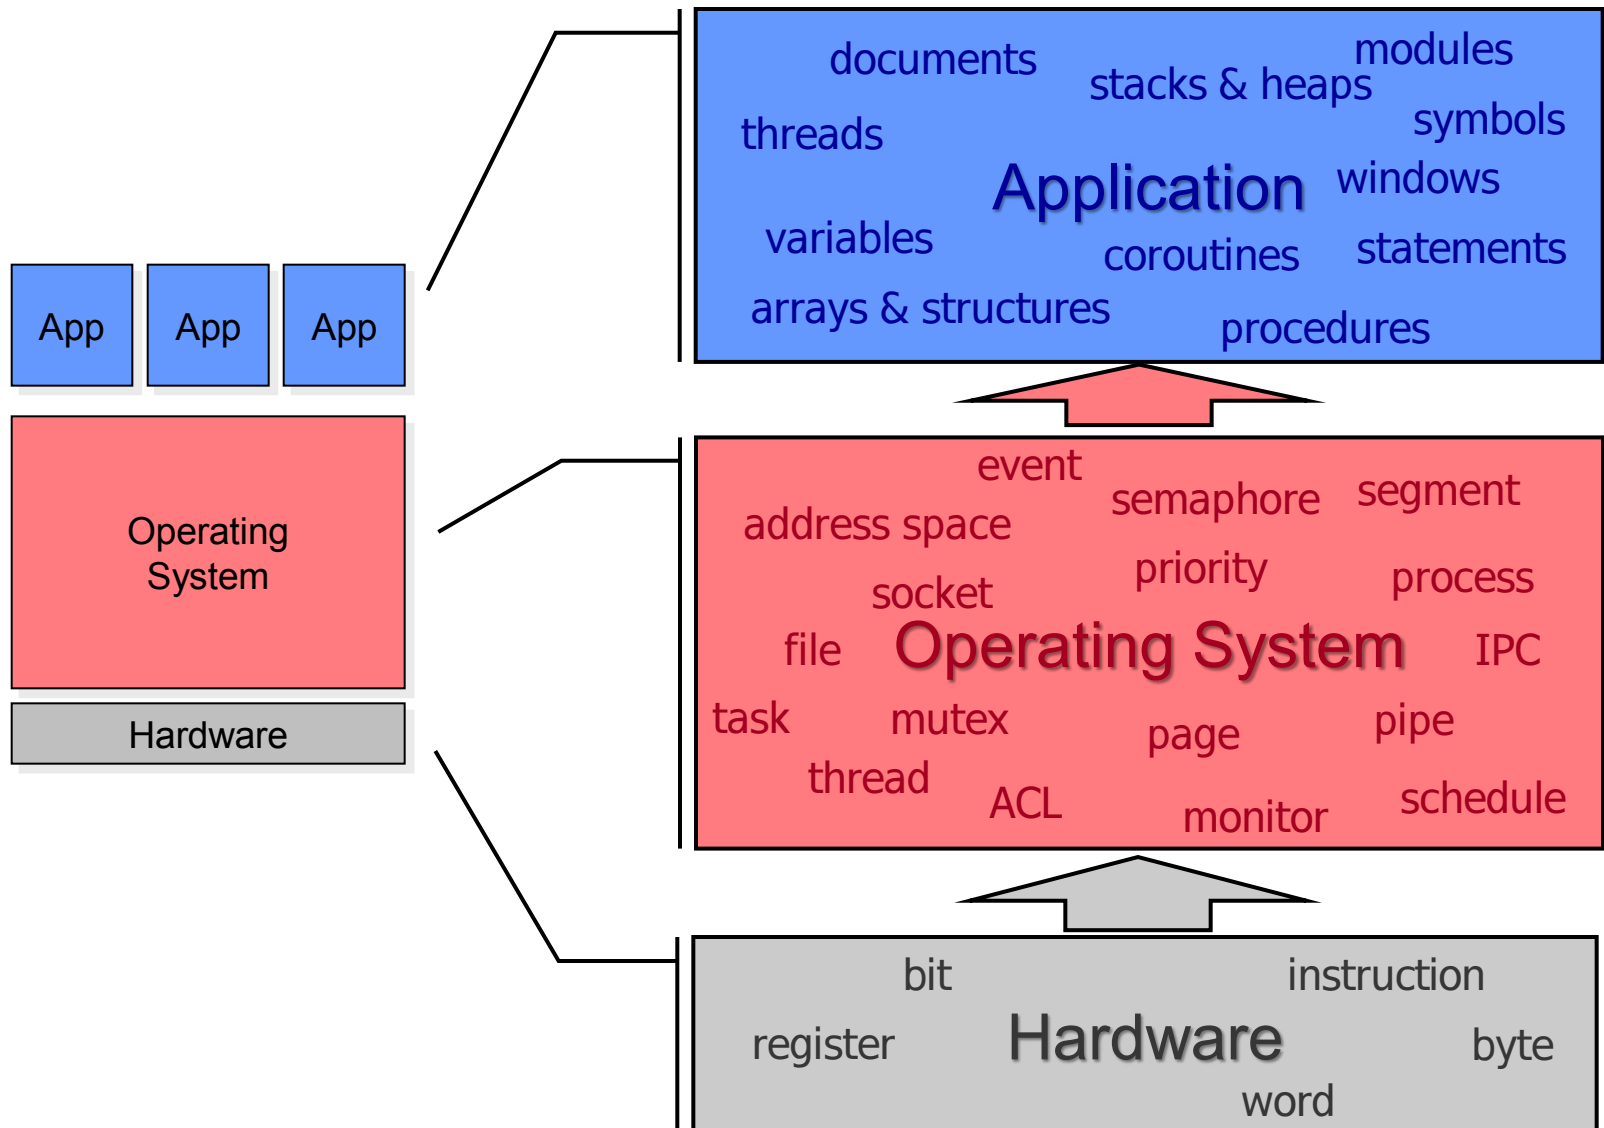 App
App
App
Operating
System
Hardware
documents
modules
stacks & heaps
threads
symbols
Application
windows
variables
coroutines
statements
arrays & structures
procedures
event
semaphore
segment
address space
priority
process
socket
file
Operating System
IPC
task
mutex
page
pipe
thread
ACL
monitor
schedule
bit
instruction
register
Hardware
byte
word